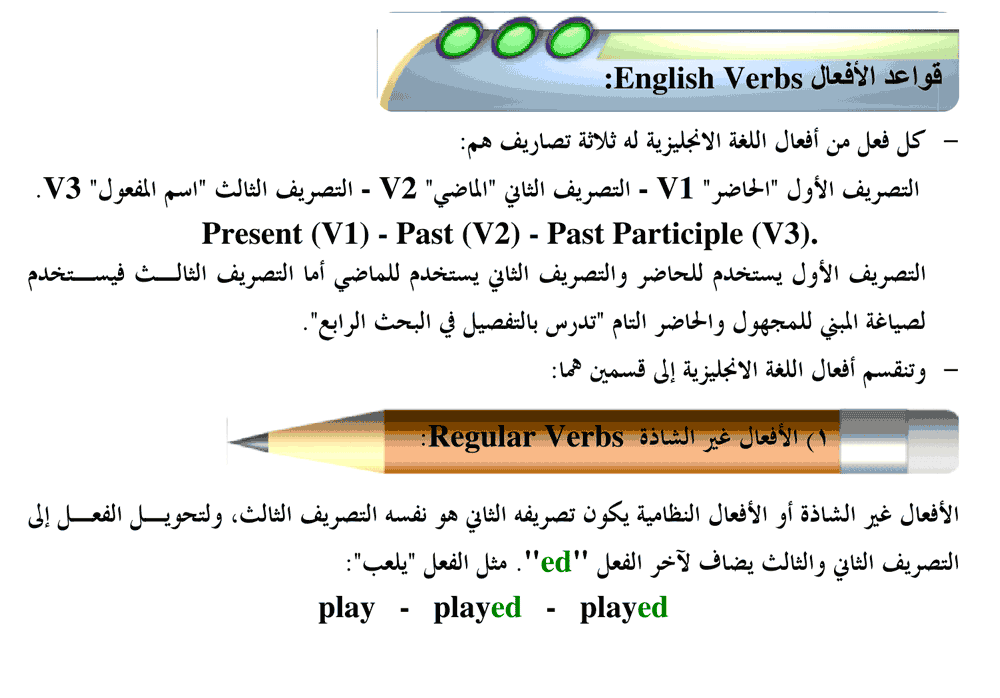 قواعد الأفعال English Verbs:
– كل فعل من أفعال اللغة الانجليزية له ثلاثة تصاريف هم:
التصريف الأول "الحاضر" V1 - التصريف الثاني "الماضي" V2 - التصريف الثالث "اسم المفعول" V3.
Present (V1) - Past (V2) - Past Participle (V3).
التصريف الأول يستخدم للحاضر والتصريف الثاني يستخدم للماضي أما التصريف الثالث فيستخدم
لصياغة المبني للمجهول والحاضر التام "تدرس بالتفصيل في البحث الرابع".
– وتنقسم أفعال اللغة الانجليزية إلى قسمين هما:
١) الأفعال غير الشاذة Regular Verbs:
الأفعال غير الشاذة أو الأفعال النظامية يكون تصريفه الثاني هو نفسه التصريف الثالث، ولتحويل الفعل إلى
التصريف الثاني والثالث يضاف لآخر الفعل "ed". مثل الفعل "يلعب":
play - played - played